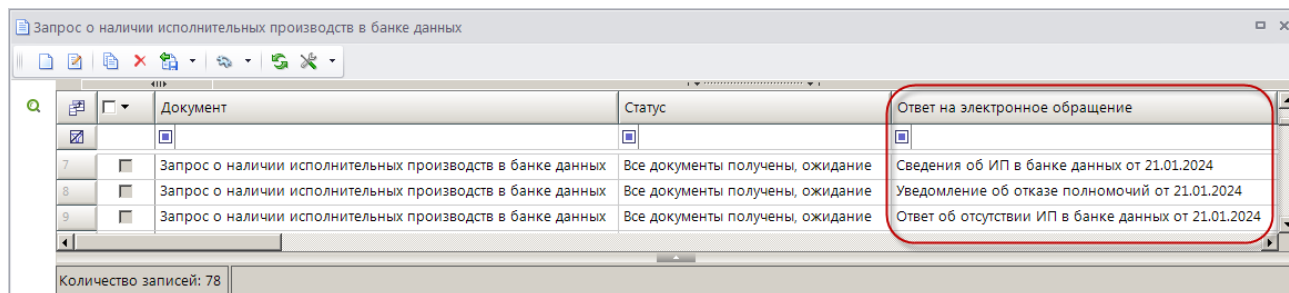 Запрос о наличии исполнительных производств в банке данных
Документ Статус Ответ на электронное обращение
7 Запрос о наличии исполнительных производств в банке данных Все документы получены, ожидание Сведения об ИП в банке данных от 21.01.2024
8 Запрос о наличии исполнительных производств в банке данных Все документы получены, ожидание Уведомление об отказе полномочий от 21.01.2024
9 Запрос о наличии исполнительных производств в банке данных Все документы получены, ожидание Ответ об отсутствии ИП в банке данных от 21.01.2024
Количество записей: 78